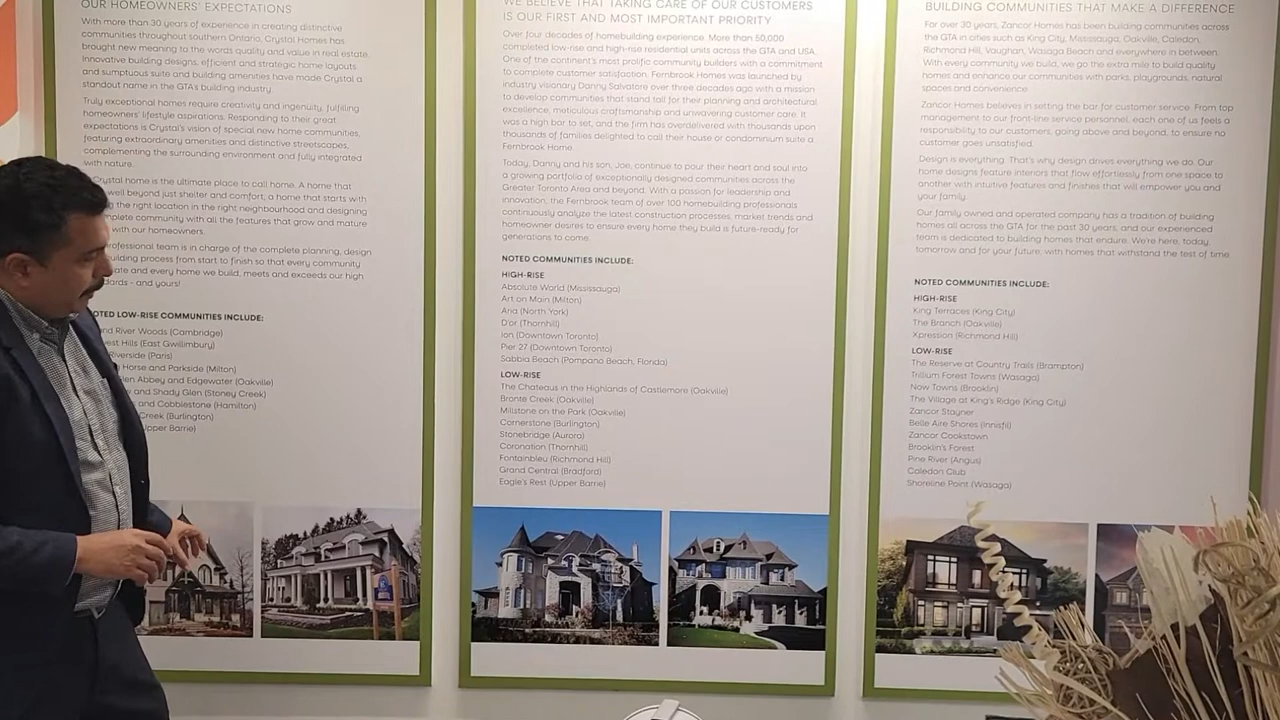 OUR HOMEOWNERS' EXPECTATIONS
With more than 30 years of experience in creating distinctive
communities throughout southern Ontario, Crystal Homes has
brought new meaning to the words quality and value in real estate.
Innovative building designs, efficient and strategic home layouts
and sumptuous suite and building amenities have made Crystal a
standout name in the GTA's building industry.
Truly exceptional homes require creativity and ingenuity, fulfilling
homeowners' lifestyle aspirations. Responding to their great
expectations is Crystal's vision of special new home communities,
featuring extraordinary amenities and distinctive streetscapes,
complementing the surrounding environment and fully integrated
with nature.
Crystal home is the ultimate place to call home. A home that
well beyond just shelter and comfort; a home that starts with
the right location in the right neighbourhood and designing
complete community with all the features that grow and mature
with our homeowners.
professional team is in charge of the complete planning, design
building process from start to finish so that every community
and every home we build, meets and exceeds our high
- and yours!
NOTED LOW-RISE COMMUNITIES INCLUDE:
River Woods (Cambridge)
Hills (East Gwillimbury)
Riverside (Paris)
Horse and Parkside (Milton)
Glen Abbey and Edgewater (Oakville)
and Shady Glen (Stoney Creek)
and Cobblestone (Hamilton)
Creek (Burlington)
(Upper Barrie)
WE BELIEVE THAT TAKING CARE OF OUR CUSTOMERS
IS OUR FIRST AND MOST IMPORTANT PRIORITY
Over four decades of homebuilding experience. More than 50,000
completed low-rise and high-rise residential units across the GTA and USA.
One of the continent's most prolific community builders with a commitment
to complete customer satisfaction. Fernbrook Homes was launched by
industry visionary Danny Salvatore over three decades ago with a mission
to develop communities that stand tall for their planning and architectural
excellence, meticulous craftsmanship and unwavering customer care. It
was a high bar to set, and the firm has overdelivered with thousands upon
thousands of families delighted to call their house or condominium suite a
Fernbrook Home.
Today, Danny and his son, Joe, continue to pour their heart and soul into
a growing portfolio of exceptionally designed communities across the
Greater Toronto Area and beyond. With a passion for leadership and
innovation, the Fernbrook team of over 100 homebuilding professionals
continuously analyze the latest construction processes, market trends and
homeowner desires to ensure every home they build is future-ready for
generations to come.
NOTED COMMUNITIES INCLUDE:
HIGH-RISE
Absolute World (Mississauga)
Art on Main (Milton)
Aria (North York)
D'or (Thornhill)
Ian (Downtown Toronto)
Pier 27 (Downtown Toronto)
Sabbia Beach (Pompano Beach, Florida)
LOW-RISE
The Chateaus in the Highlands of Castlemore (Oakville)
Bronte Creek (Oakville)
Millstone on the Park (Oakville)
Cornerstone (Burlington)
Stonebridge (Aurora)
Coronation (Thornhill)
Fontainbleu (Richmond Hill)
Grand Central (Bradford)
Eagle's Rest (Upper Barrie)
BUILDING COMMUNITIES THAT MAKE A DIFFERENCE
For over 30 years, Zancor Homes has been building communities across
the GTA in cities such as King City, Mississauga, Oakville, Caledon,
Richmond Hill, Vaughan, Wasaga Beach and everywhere in between.
With every community we build, we go the extra mile to build quality
homes and enhance our communities with parks, playgrounds, natural
spaces and convenience.
Zancor Homes believes in setting the bar for customer service. From top
management to our front-line service personnel, each one of us feels a
responsibility to our customers, going above and beyond, to ensure no
customer goes unsatisfied.
Design is everything. That's why design drives everything we do. Our
home designs feature interiors that flow effortlessly from one space to
another with intuitive features and finishes that will empower you and
your family.
Our family owned and operated company has a tradition of building
homes all across the GTA for the past 30 years, and our experienced
team is dedicated to building homes that endure. We're here, today,
tomorrow and for your future, with homes that withstand the test of time.
NOTED COMMUNITIES INCLUDE:
HIGH-RISE
King Terraces (King City)
The Branch (Oakville)
Xpression (Richmond Hill)
LOW-RISE
The Reserve at Country Trails (Brampton)
Trillium Forest Towns (Wasaga)
Now Towns (Brooklin)
The Village at King's Ridge (King City)
Zancor Stayner
Belle Aire Shores (Innisfil)
Zancor Cookstown
Brooklin's Forest
Pine River (Angus)
Caledon Club
Shoreline Point (Wasaga)